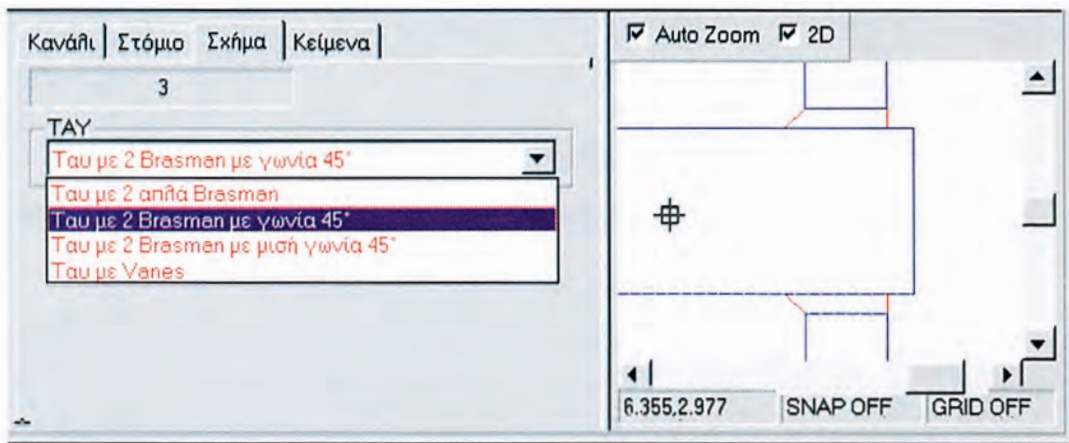 Κανάλι Στόμιο Σχήμα Κείμενα
3
ΤΑΥ
Ταυ με 2 Brasman με γωνία 45°
Ταυ με 2 απλά Brasman
Ταυ με 2 Brasman με γωνία 45°
Ταυ με 2 Brasman με μισή γωνία 45°
Ταυ με Vanes
Auto Zoom 2D
6.355,2.977 SNAP OFF GRID OFF